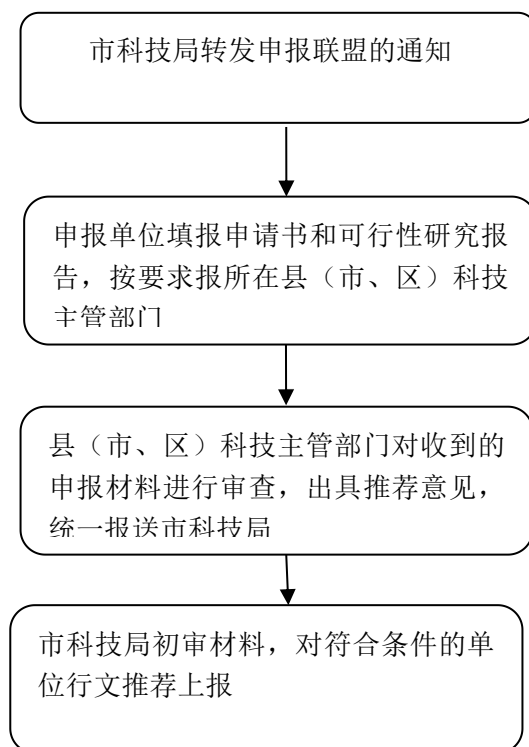 市科技局转发申报联盟的通知
申报单位填报申请书和可行性研究报
告，按要求报所在县（市、区）科技
主管部门
县（市、区）科技主管部门对收到的
申报材料进行审查，出具推荐意见，
统一报送市科技局
市科技局初审材料，对符合条件的单
位行文推荐上报